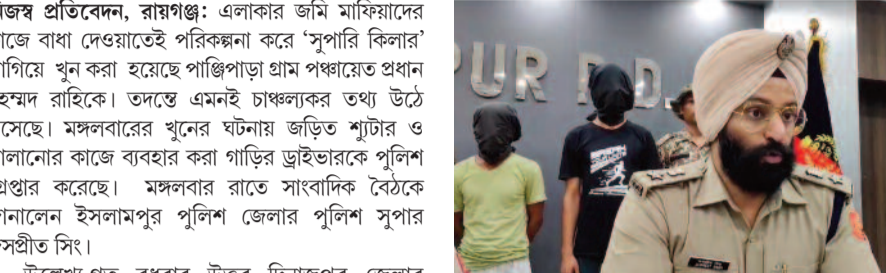 নিজস্ব প্রতিবেদন, রায়গঞ্জ: এলাকার জমি মাফিয়াদের
কাজে বাধা দেওয়াতেই পরিকল্পনা করে ‘সুপারি কিলার’
লাগিয়ে খুন করা হয়েছে পাঞ্জিপাড়া গ্রাম পঞ্চায়েত প্রধান
মহম্মদ রাহিকে। তদন্তে এমনই চাঞ্চল্যকর তথ্য উঠে
এসেছে। মঙ্গলবারের খুনের ঘটনায় জড়িত শ্যুটার ও
পালানোর কাজে ব্যবহার করা গাড়ির ড্রাইভারকে পুলিশ
গ্রেপ্তার করেছে। মঙ্গলবার রাতে সাংবাদিক বৈঠকে
জানালেন ইসলামপুর পুলিশ জেলার পুলিশ সুপার
জসপ্রীত সিং।
PUR P.D.